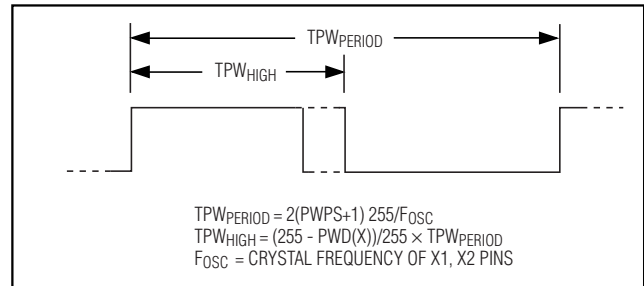 TPWPERIOD
TPWHIGH
TPWPERIOD = 2(PWPS+1) 255/FOSC
TPWHIGH = (255 - PWD(X))/255 × TPWPERIOD
FOSC = CRYSTAL FREQUENCY OF X1, X2 PINS